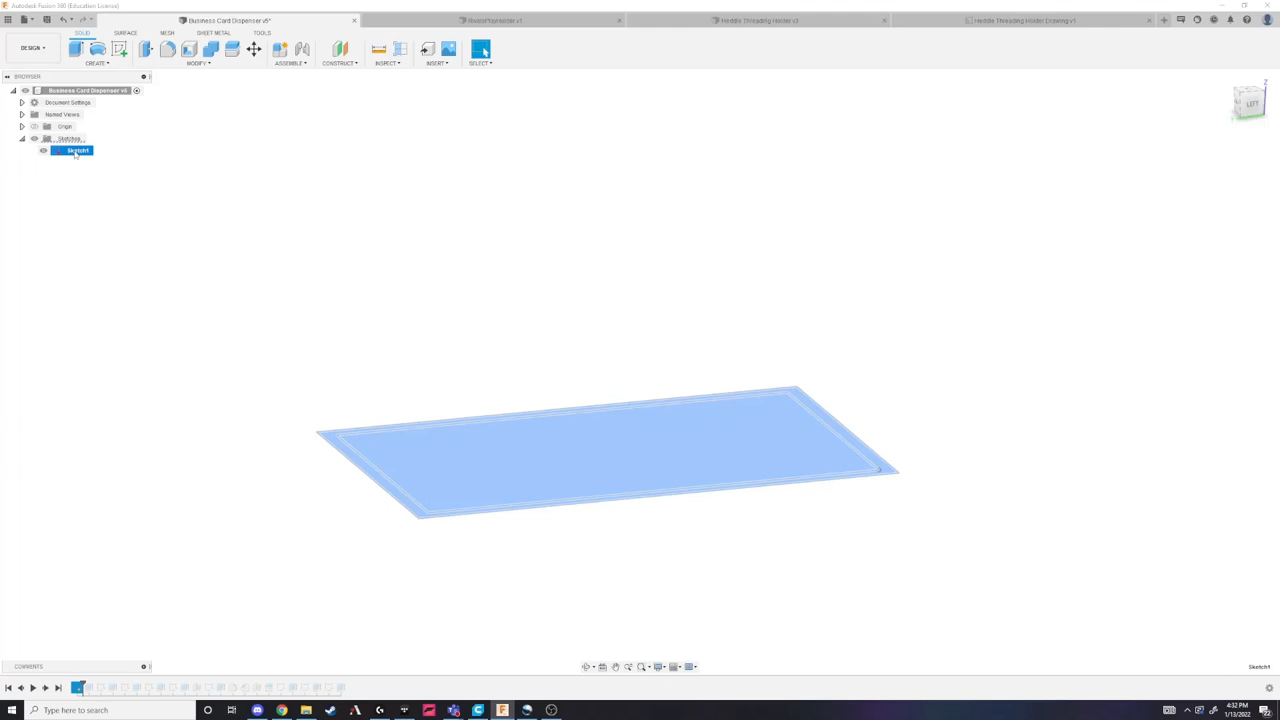 Autodesk Fusion 360 (Education License)
Business Card Dispenser v5*
Heddle Threading Holder v3
Heddle Threading Holder Drawing v1
DESIGN
SOLID
SURFACE
MESH
SHEET METAL
TOOLS
CREATE
MODIFY
ASSEMBLE
CONSTRUCT
INSPECT
INSERT
SELECT
BROWSER
Business Card Dispenser v5
Document Settings
Named Views
Origin
Sketches
Sketch1
LEFT
Z
COMMENTS
Sketch1
Type here to search
4:32 PM
1/13/2022